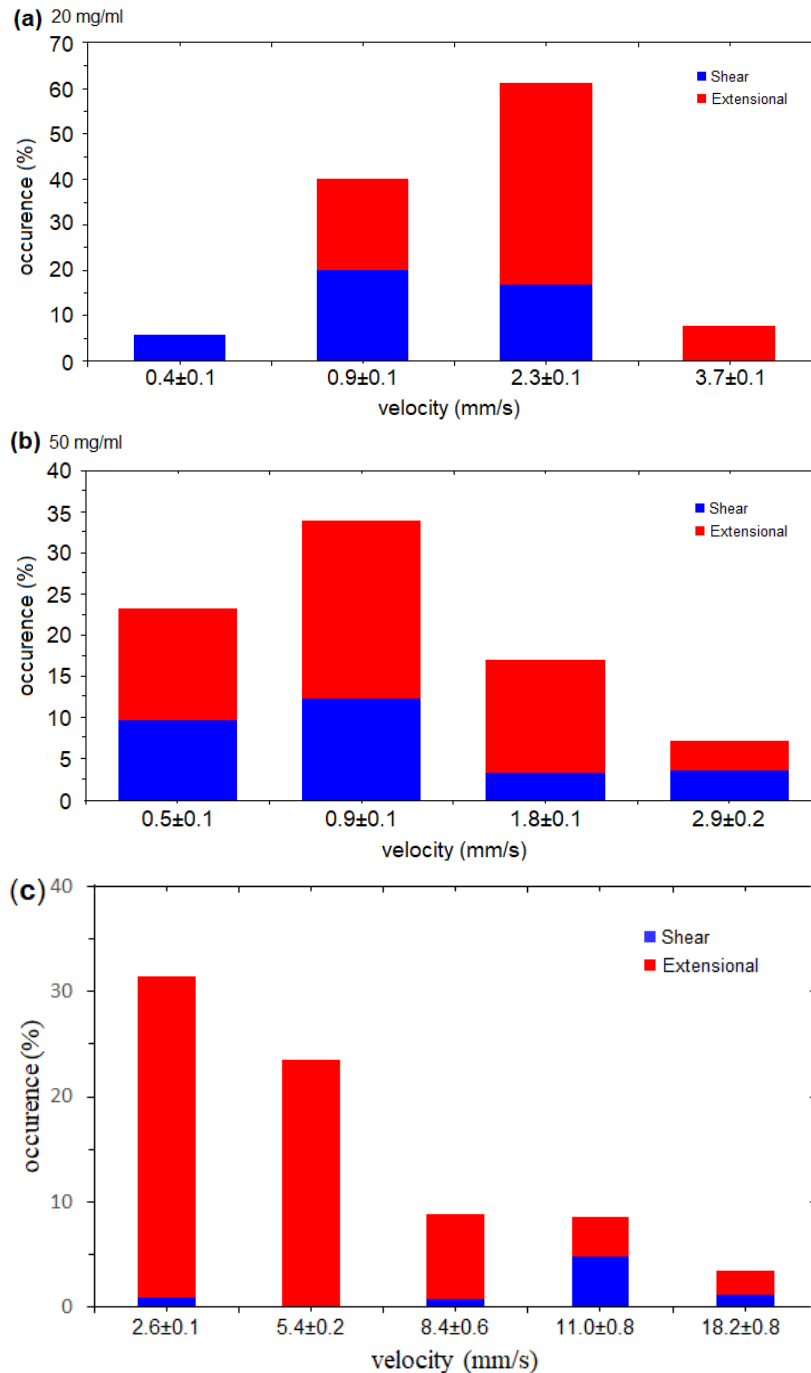 (a) 20 mg/ml
70
60
50
40
30
20
10
0
occurence (%)
Shear
Extensional
0.4±0.1 0.9±0.1 2.3±0.1 3.7±0.1
velocity (mm/s)
(b) 50 mg/ml
40
35
30
25
20
15
10
5
0
occurence (%)
Shear
Extensional
0.5±0.1 0.9±0.1 1.8±0.1 2.9±0.2
velocity (mm/s)
(c)
40
30
20
10
0
occurence (%)
Shear
Extensional
2.6±0.1 5.4±0.2 8.4±0.6 11.0±0.8 18.2±0.8
velocity (mm/s)